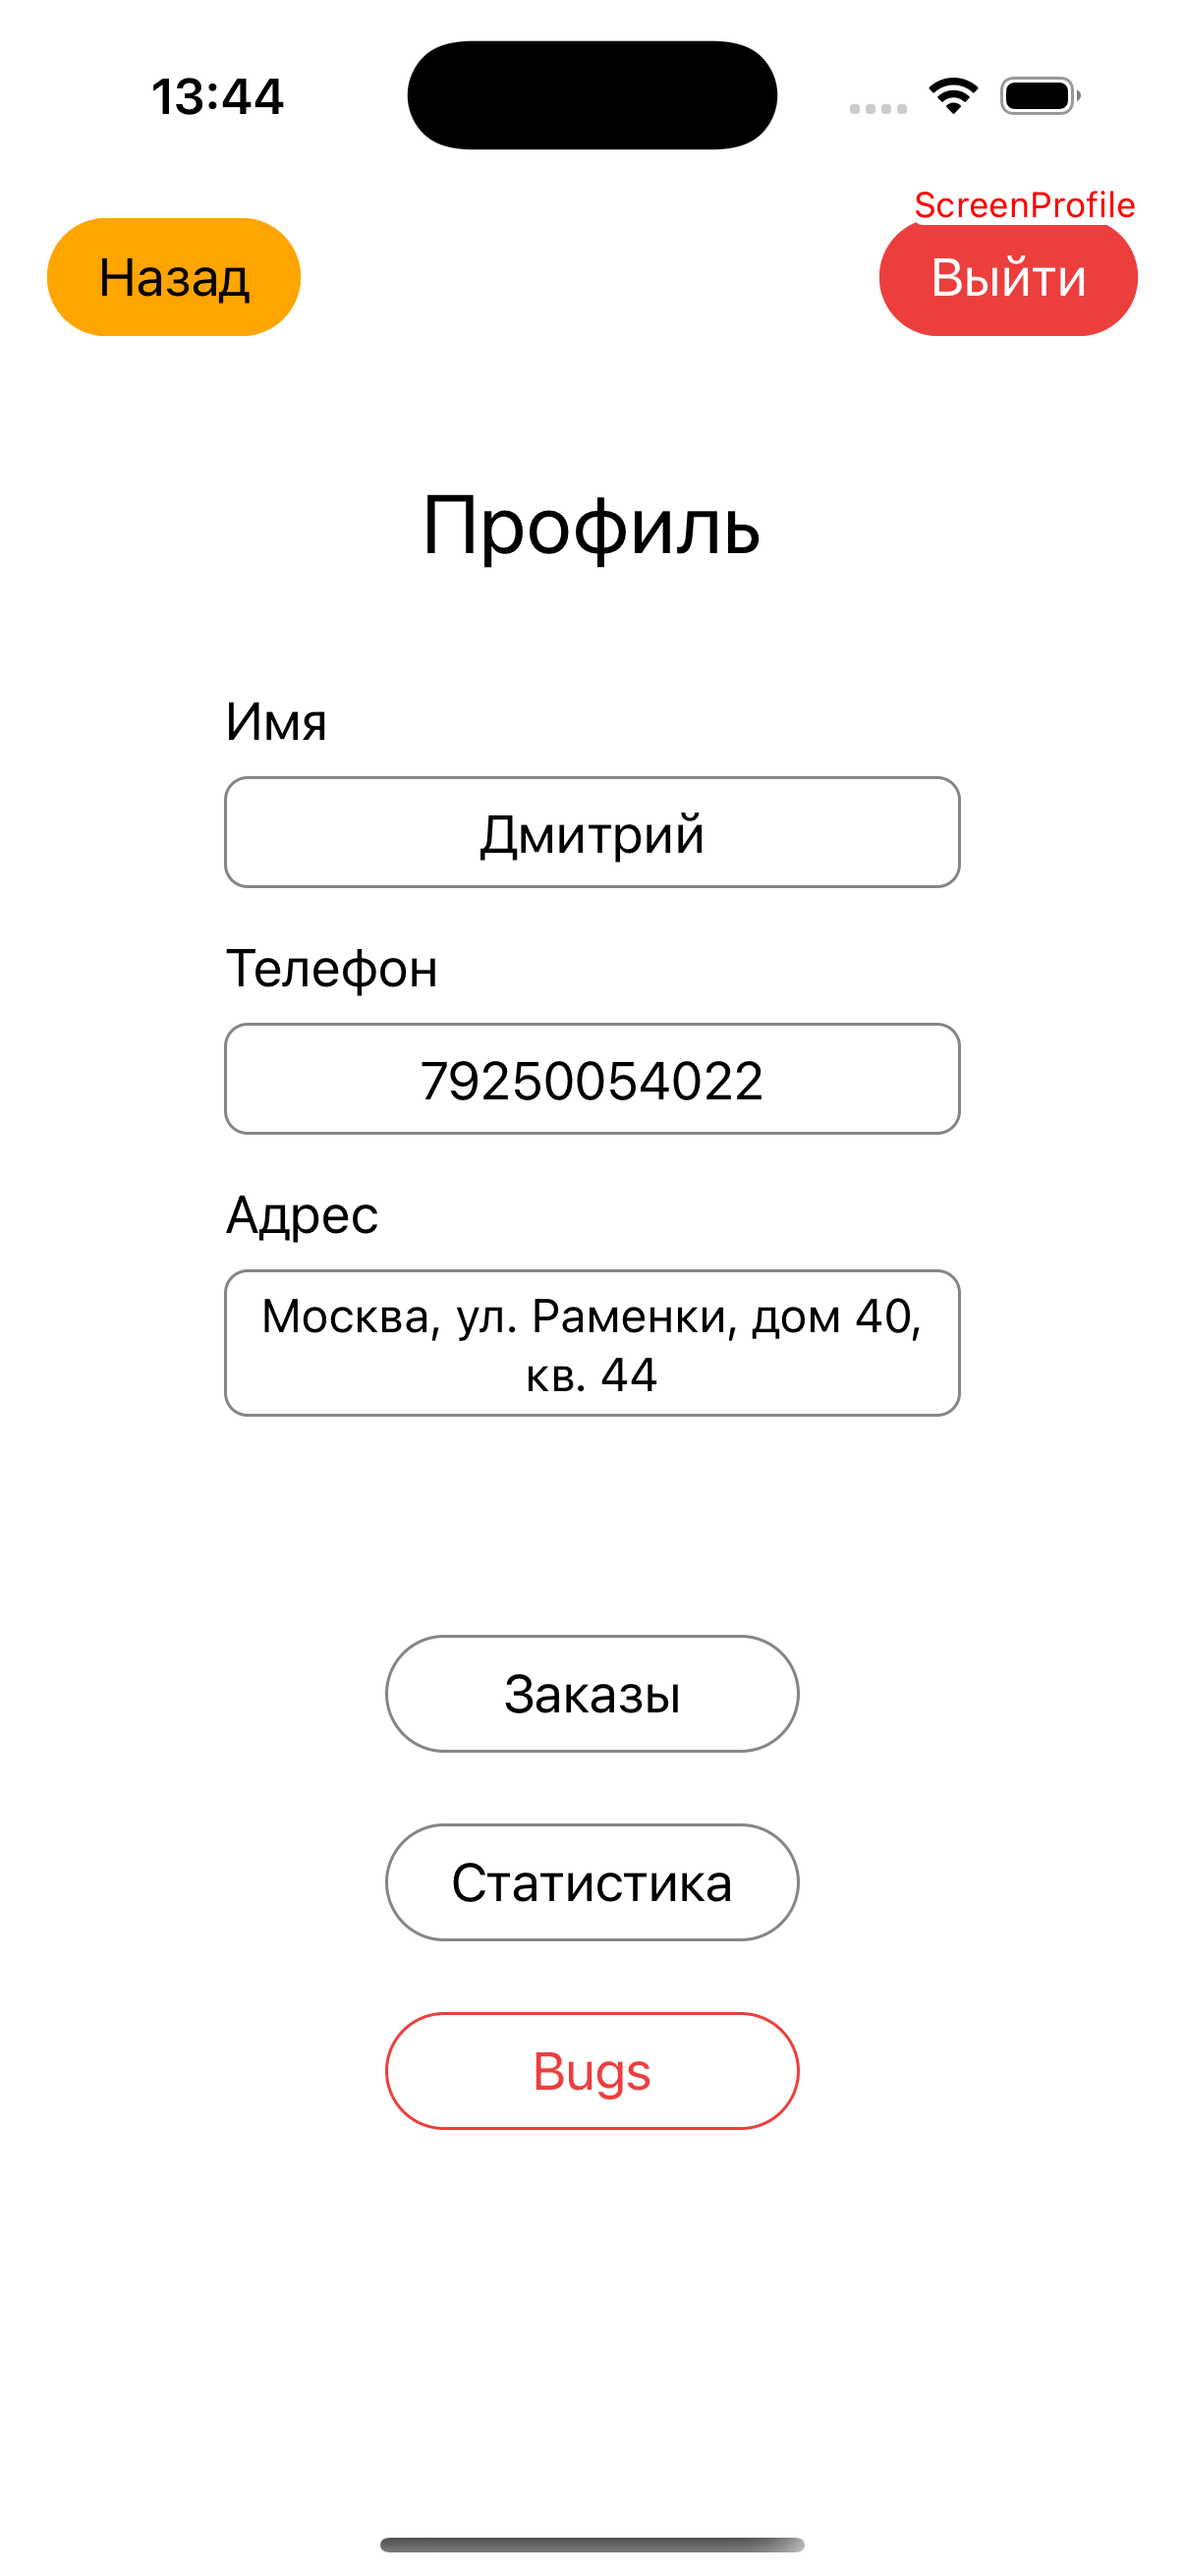 13:44
ScreenProfile
Назад
Выйти
Профиль
Имя
Дмитрий
Телефон
79250054022
Адрес
Москва, ул. Раменки, дом 40,
кв. 44
Заказы
Статистика
Bugs